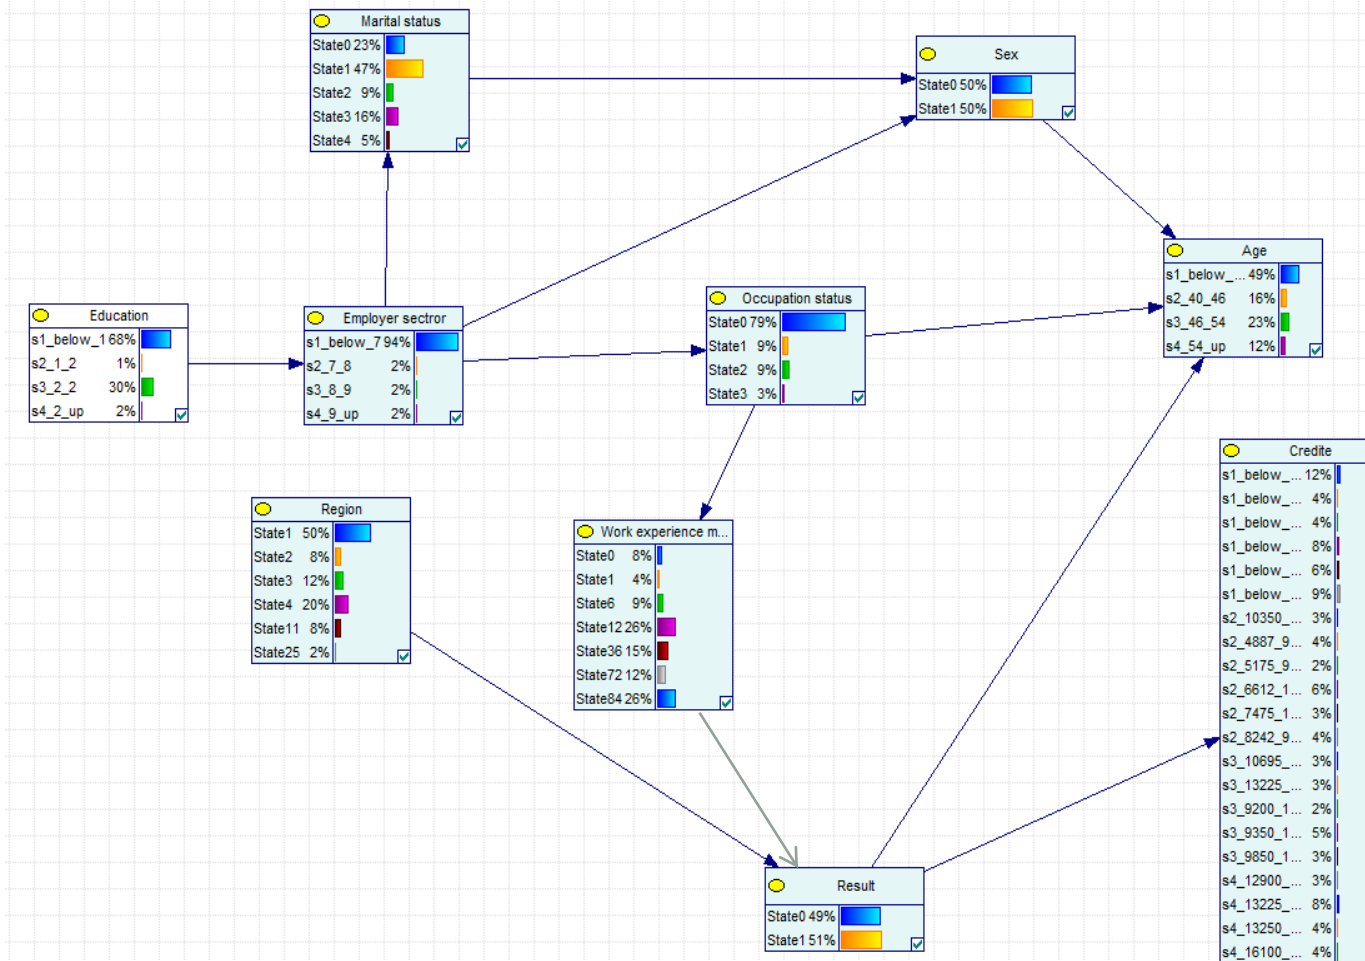 Marital status
State0 23%
State1 47%
State2 9%
State3 16%
State4 5%
Sex
State0 50%
State1 50%
Age
s1_below_... 49%
s2_40_46 16%
s3_46_54 23%
s4_54_up 12%
Education
s1_below_1 68%
s2_1_2 1%
s3_2_2 30%
s4_2_up 2%
Employer sectror
s1_below_7 94%
s2_7_8 2%
s3_8_9 2%
s4_9_up 2%
Occupation status
State0 79%
State1 9%
State2 9%
State3 3%
Region
State1 50%
State2 8%
State3 12%
State4 20%
State11 8%
State25 2%
Work experience m...
State0 8%
State1 4%
State6 9%
State12 26%
State36 15%
State72 12%
State84 26%
Credite
s1_below_... 12%
s1_below_... 4%
s1_below_... 4%
s1_below_... 8%
s1_below_... 6%
s1_below_... 9%
s2_10350_... 3%
s2_4887_9... 4%
s2_5175_9... 2%
s2_6612_1... 6%
s2_7475_1... 3%
s2_8242_9... 4%
s3_10695_... 3%
s3_13225_... 3%
s3_9200_1... 2%
s3_9350_1... 5%
s3_9850_1... 3%
s4_12900_... 3%
s4_13225_... 8%
s4_13250_... 4%
s4_16100_... 4%
Result
State0 49%
State1 51%